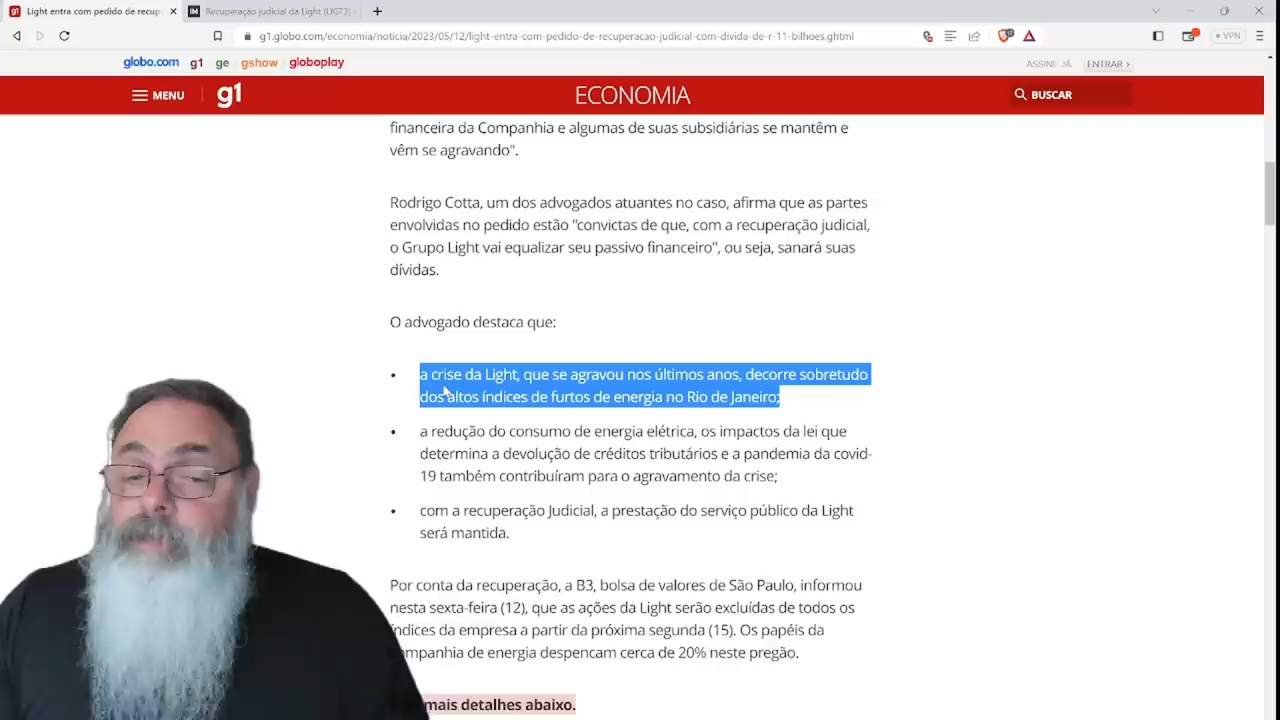 Light entra com pedido de recup
Recuperação judicial da Light (LIGT3)
g1.globo.com/economia/noticia/2023/05/12/light-entra-com-pedido-de-recuperacao-judicial-com-divida-de-r-11-bilhoes.ghtml
VPN
globo.com g1 ge gshow globoplay
ASSINE JÁ ENTRAR ›
MENU g1 ECONOMIA BUSCAR
financeira da Companhia e algumas de suas subsidiárias se mantêm e
vêm se agravando".
Rodrigo Cotta, um dos advogados atuantes no caso, afirma que as partes
envolvidas no pedido estão "convictas de que, com a recuperação judicial,
o Grupo Light vai equalizar seu passivo financeiro", ou seja, sanará suas
dívidas.
O advogado destaca que:
• a crise da Light, que se agravou nos últimos anos, decorre sobretudo
dos altos índices de furtos de energia no Rio de Janeiro;
• a redução do consumo de energia elétrica, os impactos da lei que
determina a devolução de créditos tributários e a pandemia da covid-
19 também contribuíram para o agravamento da crise;
• com a recuperação Judicial, a prestação do serviço público da Light
será mantida.
Por conta da recuperação, a B3, bolsa de valores de São Paulo, informou
nesta sexta-feira (12), que as ações da Light serão excluídas de todos os
índices da empresa a partir da próxima segunda (15). Os papéis da
companhia de energia despencam cerca de 20% neste pregão.
mais detalhes abaixo.